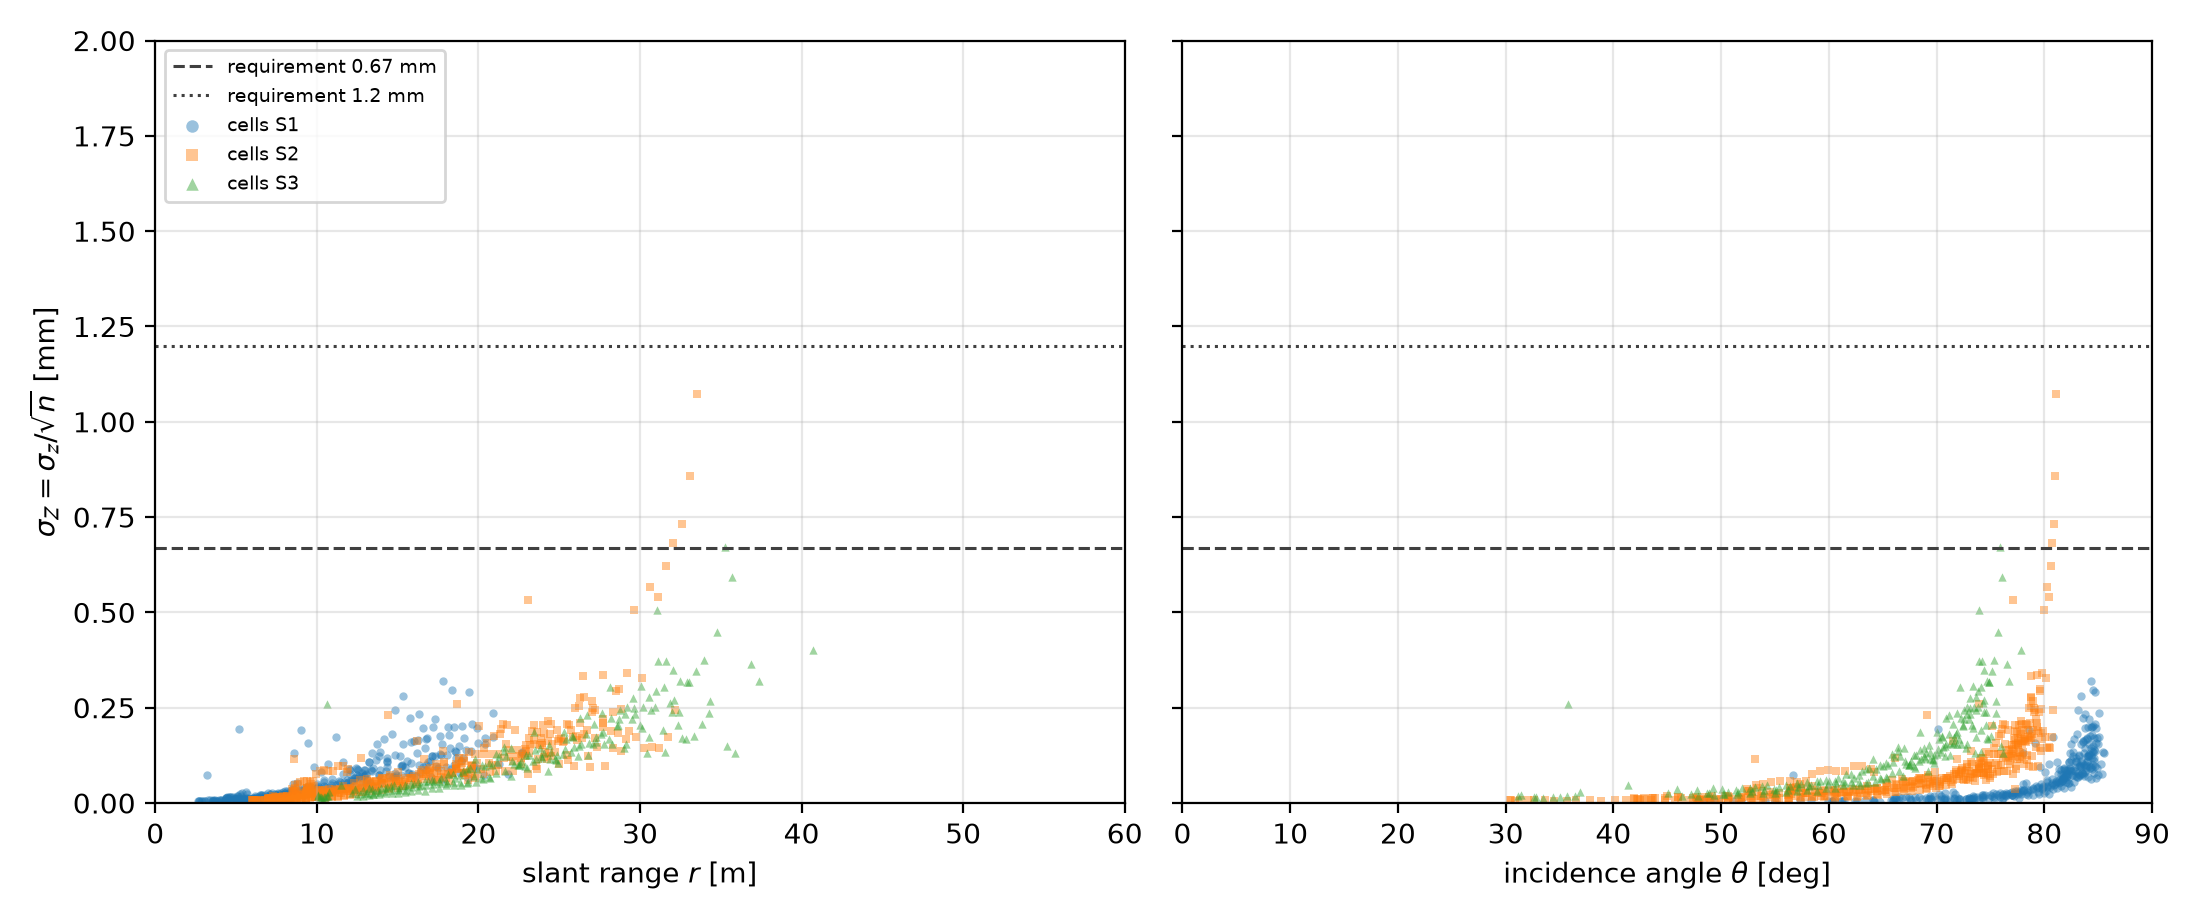 2.00
1.75
1.50
1.25
1.00
0.75
0.50
0.25
0.00
σ_Z = σ_z/√n [mm]
requirement 0.67 mm
requirement 1.2 mm
cells S1
cells S2
cells S3
0 10 20 30 40 50 60
slant range r [m]
0 10 20 30 40 50 60 70 80 90
incidence angle θ [deg]